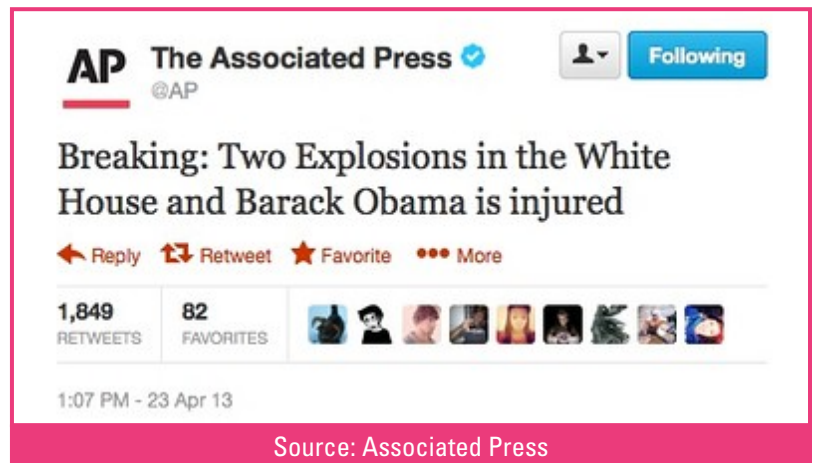 AP The Associated Press
Following
@AP
Breaking: Two Explosions in the White
House and Barack Obama is injured
Reply Retweet Favorite More
1,849 82
RETWEETS FAVORITES
1:07 PM - 23 Apr 13
Source: Associated Press